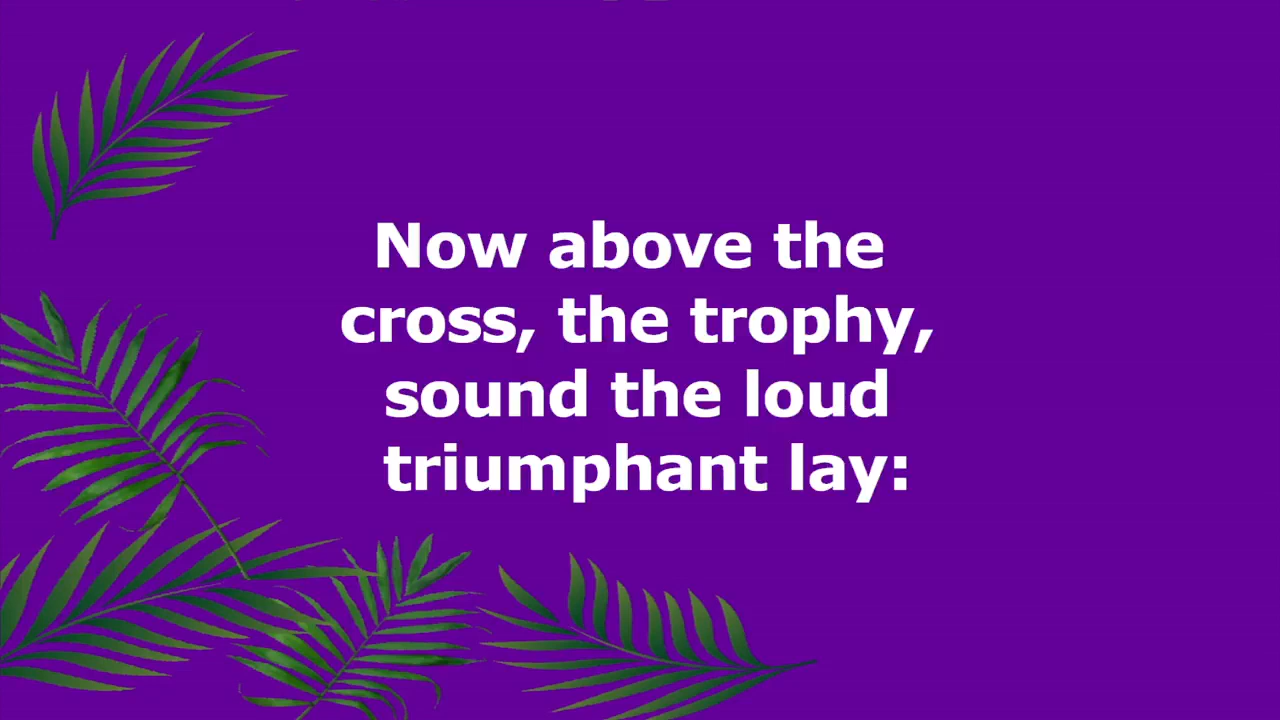 Now above the
cross, the trophy,
sound the loud
triumphant lay: